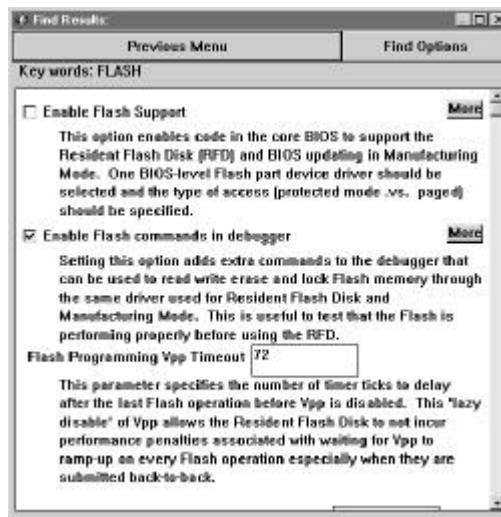 Find Results:
Previous Menu
Find Options
Key words: FLASH
Enable Flash Support
More
This option enables code in the core BIOS to support the
Resident Flash Disk (RFD) and BIOS updating in Manufacturing
Mode. One BIOS-level Flash part device driver should be
selected and the type of access (protected mode .vs. paged)
should be specified.
Enable Flash commands in debugger
More
Setting this option adds extra commands to the debugger that
can be used to read write erase and lock Flash memory through
the same driver used for Resident Flash Disk and
Manufacturing Mode. This is useful to test that the Flash is
performing properly before using the RFD.
Flash Programming Vpp Timeout 72
This parameter specifies the number of timer ticks to delay
after the last Flash operation before Vpp is disabled. This "lazy
disable" of Vpp allows the Resident Flash Disk to not incur
performance penalties associated with waiting for Vpp to
ramp-up on every Flash operation especially when they are
submitted back-to-back.